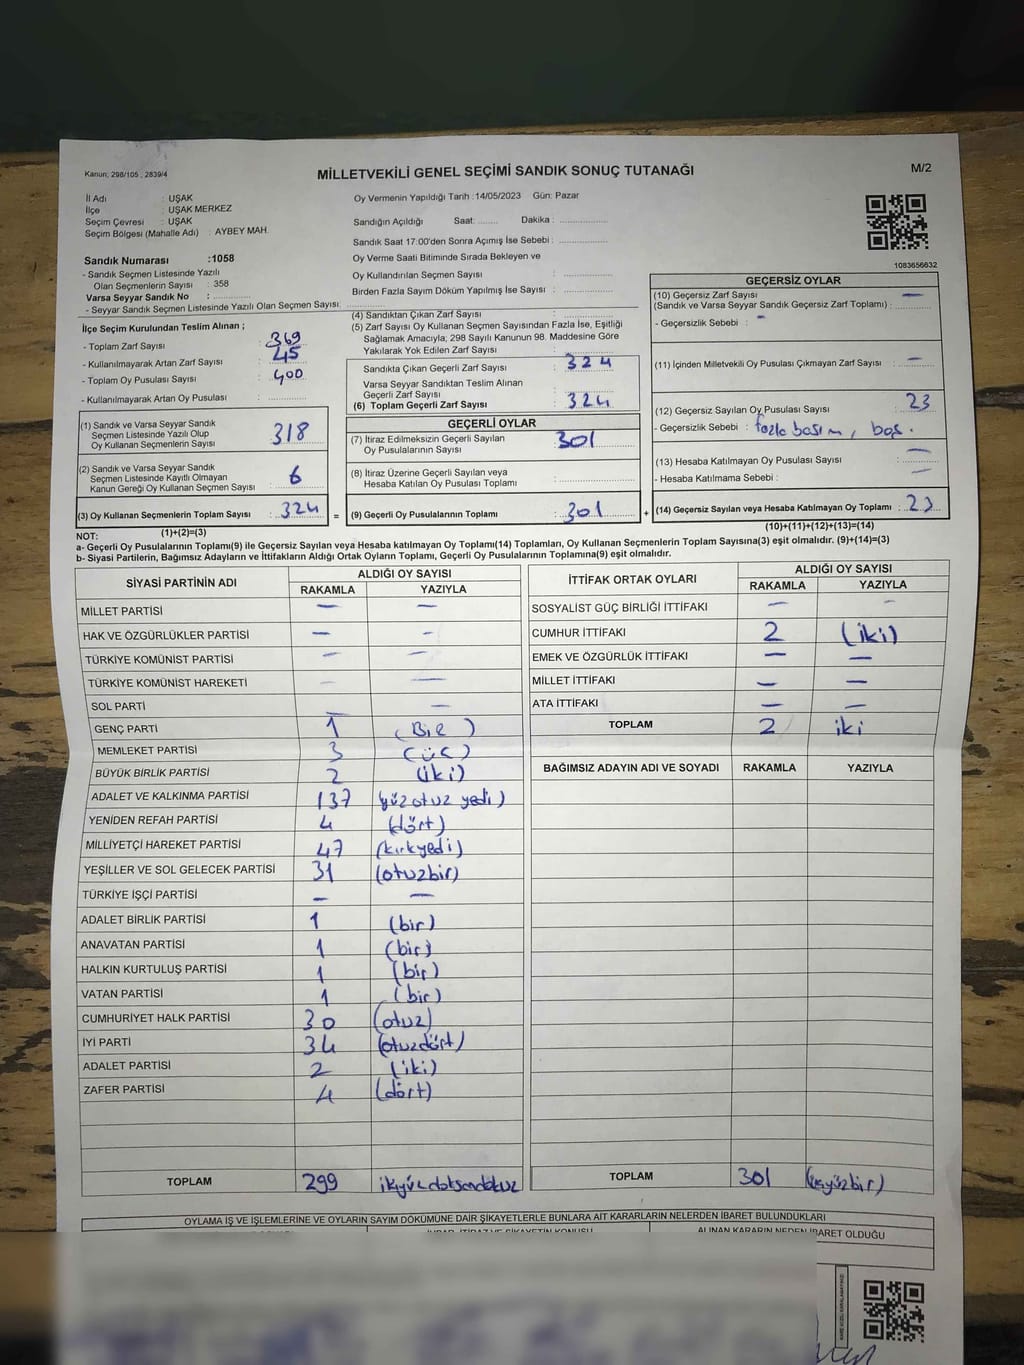 Kanun; 298/105 , 2839/4
MİLLETVEKİLİ GENEL SEÇİMİ SANDIK SONUÇ TUTANAĞI
M/2
İl Adı : UŞAK
İlçe : UŞAK MERKEZ
Seçim Çevresi : UŞAK
Seçim Bölgesi (Mahalle Adı) : AYBEY MAH.
Oy Vermenin Yapıldığı Tarih :14/05/2023 Gün: Pazar
Sandığın Açıldığı Saat: ........ Dakika : ................
Sandık Saat 17:00'den Sonra Açımış İse Sebebi : ................
Oy Verme Saati Bitiminde Sırada Bekleyen ve
Oy Kullandırılan Seçmen Sayısı : ................
Birden Fazla Sayım Döküm Yapılmış İse Sayısı : ................
1083656632
Sandık Numarası :1058
- Sandık Seçmen Listesinde Yazılı
Olan Seçmenlerin Sayısı : 358
Varsa Seyyar Sandık No : ................
- Seyyar Sandık Seçmen Listesinde Yazılı Olan Seçmen Sayısı: ................
İlçe Seçim Kurulundan Teslim Alınan ;
- Toplam Zarf Sayısı : 369
- Kullanılmayarak Artan Zarf Sayısı : 45
- Toplam Oy Pusulası Sayısı : 400
- Kullanılmayarak Artan Oy Pusulası : ................
(1) Sandık ve Varsa Seyyar Sandık
Seçmen Listesinde Yazılı Olup
Oy Kullanan Seçmenlerin Sayısı : 318
(2) Sandık ve Varsa Seyyar Sandık
Seçmen Listesinde Kayıtlı Olmayan
Kanun Gereği Oy Kullanan Seçmen Sayısı : 6
(3) Oy Kullanan Seçmenlerin Toplam Sayısı : 324 =
(1)+(2)=(3)
(4) Sandıktan Çıkan Zarf Sayısı : ................
(5) Zarf Sayısı Oy Kullanan Seçmen Sayısından Fazla İse, Eşitliği
Sağlamak Amacıyla; 298 Sayılı Kanunun 98. Maddesine Göre
Yakılarak Yok Edilen Zarf Sayısı : ................
Sandıkta Çıkan Geçerli Zarf Sayısı : 324
Varsa Seyyar Sandıktan Teslim Alınan
Geçerli Zarf Sayısı
(6) Toplam Geçerli Zarf Sayısı : 324
GEÇERLİ OYLAR
(7) İtiraz Edilmeksizin Geçerli Sayılan
Oy Pusulalarının Sayısı : 301
(8) İtiraz Üzerine Geçerli Sayılan veya
Hesaba Katılan Oy Pusulası Toplamı : ................
(9) Geçerli Oy Pusulalarının Toplamı : 301 +
GEÇERSİZ OYLAR
(10) Geçersiz Zarf Sayısı —
(Sandık ve Varsa Seyyar Sandık Geçersiz Zarf Toplamı) :
- Geçersizlik Sebebi : —
(11) İçinden Milletvekili Oy Pusulası Çıkmayan Zarf Sayısı : —
(12) Geçersiz Sayılan Oy Pusulası Sayısı : 23
- Geçersizlik Sebebi : fazla basım, boş.
(13) Hesaba Katılmayan Oy Pusulası Sayısı : —
- Hesaba Katılmama Sebebi : —
(14) Geçersiz Sayılan veya Hesaba Katılmayan Oy Toplamı : 23
(10)+(11)+(12)+(13)=(14)
NOT:
a- Geçerli Oy Pusulalarının Toplamı(9) ile Geçersiz Sayılan veya Hesaba katılmayan Oy Toplamı(14) Toplamları, Oy Kullanan Seçmenlerin Toplam Sayısına(3) eşit olmalıdır. (9)+(14)=(3)
b- Siyasi Partilerin, Bağımsız Adayların ve İttifakların Aldığı Ortak Oyların Toplamı, Geçerli Oy Pusulalarının Toplamına(9) eşit olmalıdır.
SİYASİ PARTİNİN ADI ALDIĞI OY SAYISI
RAKAMLA YAZIYLA
MİLLET PARTİSİ — —
HAK VE ÖZGÜRLÜKLER PARTİSİ — —
TÜRKİYE KOMÜNİST PARTİSİ — —
TÜRKİYE KOMÜNİST HAREKETİ — —
SOL PARTİ — —
GENÇ PARTİ 1 (Bir)
MEMLEKET PARTİSİ 3 (üç)
BÜYÜK BİRLİK PARTİSİ 2 (iki)
ADALET VE KALKINMA PARTİSİ 137 (yüz otuz yedi)
YENİDEN REFAH PARTİSİ 4 (dört)
MİLLİYETÇİ HAREKET PARTİSİ 47 (kırkyedi)
YEŞİLLER VE SOL GELECEK PARTİSİ 31 (otuzbir)
TÜRKİYE İŞÇİ PARTİSİ — —
ADALET BİRLİK PARTİSİ 1 (bir)
ANAVATAN PARTİSİ 1 (bir)
HALKIN KURTULUŞ PARTİSİ 1 (bir)
VATAN PARTİSİ 1 (bir)
CUMHURİYET HALK PARTİSİ 30 (otuz)
İYİ PARTİ 34 (otuzdört)
ADALET PARTİSİ 2 (iki)
ZAFER PARTİSİ 4 (dört)
TOPLAM 299
İTTİFAK ORTAK OYLARI ALDIĞI OY SAYISI
RAKAMLA YAZIYLA
SOSYALİST GÜÇ BİRLİĞİ İTTİFAKI — —
CUMHUR İTTİFAKI 2 (iki)
EMEK VE ÖZGÜRLÜK İTTİFAKI — —
MİLLET İTTİFAKI — —
ATA İTTİFAKI — —
TOPLAM 2 iki
BAĞIMSIZ ADAYIN ADI VE SOYADI RAKAMLA YAZIYLA
TOPLAM 301
OYLAMA İŞ VE İŞLEMLERİNE VE OYLARIN SAYIM DÖKÜMÜNE DAİR ŞİKAYETLERLE BUNLARA AİT KARARLARIN NELERDEN İBARET BULUNDUKLARI
ALINAN KARARIN NEDEN İBARET OLDUĞU